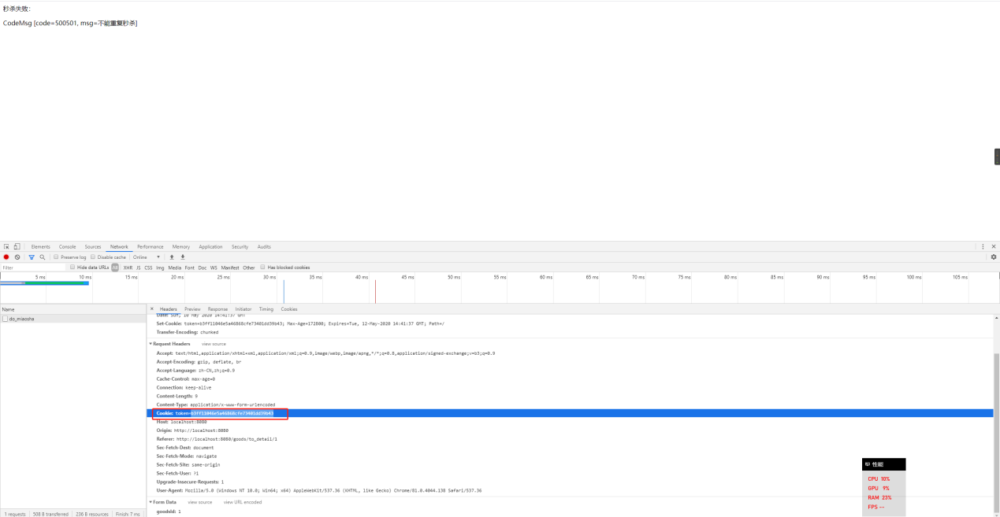 秒杀失败：
CodeMsg [code=500501, msg=不能重复秒杀]
Elements Console Sources Network Performance Memory Application Security Audits
Preserve log Disable cache Online
Filter Hide data URLs All XHR JS CSS Img Media Font Doc WS Manifest Other Has blocked cookies
5 ms 10 ms 15 ms 20 ms 25 ms 30 ms 35 ms 40 ms 45 ms 50 ms 55 ms 60 ms 65 ms 70 ms 75 ms 80 ms 85 ms 90 ms 95 ms 100 ms 105 ms
Name
do_miaosha
Headers Preview Response Initiator Timing Cookies
Date: Sun, 10 May 2020 14:41:37 GMT
Set-Cookie: token=b3ff11046e5a46868cfe73401dd39b43; Max-Age=172800; Expires=Tue, 12-May-2020 14:41:37 GMT; Path=/
Transfer-Encoding: chunked
Request Headers view source
Accept: text/html,application/xhtml+xml,application/xml;q=0.9,image/webp,image/apng,*/*;q=0.8,application/signed-exchange;v=b3;q=0.9
Accept-Encoding: gzip, deflate, br
Accept-Language: zh-CN,zh;q=0.9
Cache-Control: max-age=0
Connection: keep-alive
Content-Length: 9
Content-Type: application/x-www-form-urlencoded
Cookie: token=b3ff11046e5a46868cfe73401dd39b43
Host: localhost:8080
Origin: http://localhost:8080
Referer: http://localhost:8080/goods/to_detail/1
Sec-Fetch-Dest: document
Sec-Fetch-Mode: navigate
Sec-Fetch-Site: same-origin
Sec-Fetch-User: ?1
Upgrade-Insecure-Requests: 1
User-Agent: Mozilla/5.0 (Windows NT 10.0; Win64; x64) AppleWebKit/537.36 (KHTML, like Gecko) Chrome/81.0.4044.138 Safari/537.36
Form Data view source view URL encoded
goodsId: 1
1 requests 508 B transferred 236 B resources Finish: 7 ms
性能
CPU 10%
GPU 9%
RAM 23%
FPS --